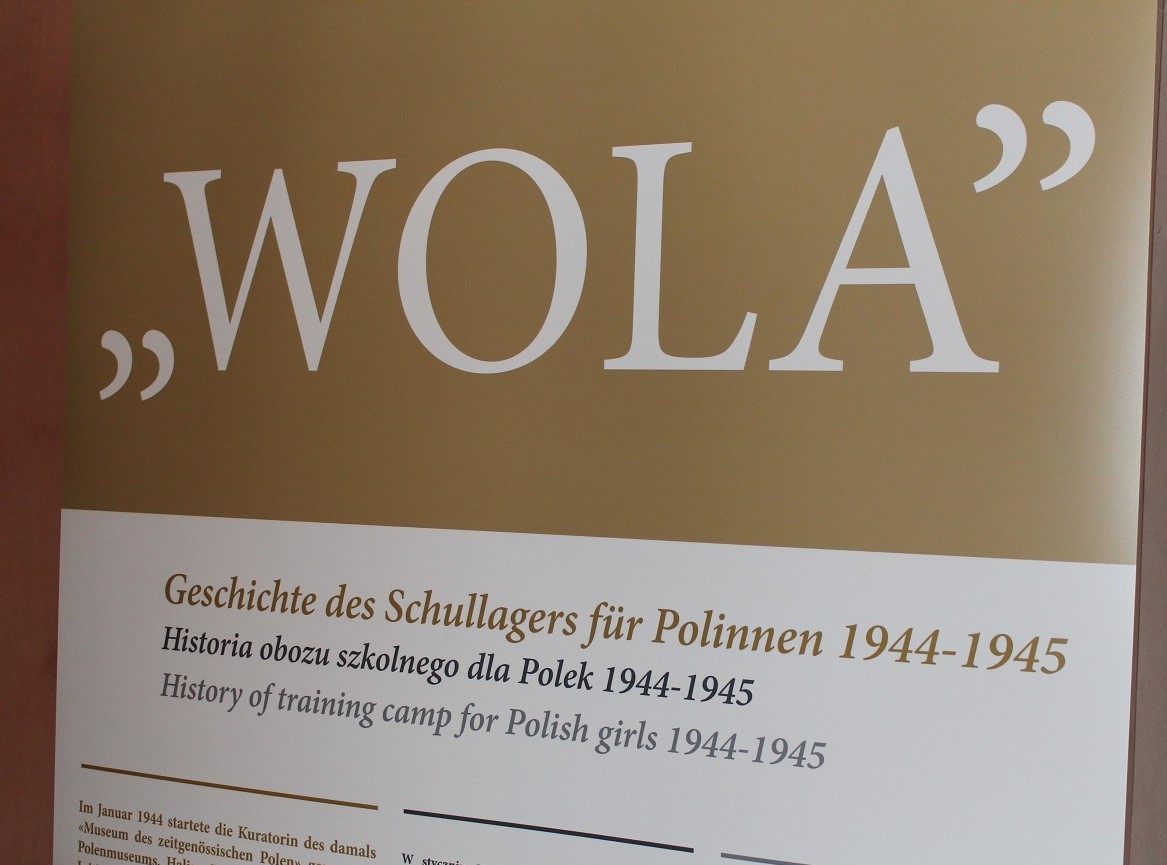 „WOLA”
Geschichte des Schullagers für Polinnen 1944-1945
Historia obozu szkolnego dla Polek 1944-1945
History of training camp for Polish girls 1944-1945
Im Januar 1944 startete die Kuratorin des damals
«Museum des zeitgenössischen Polen»
Polenmuseums,
W